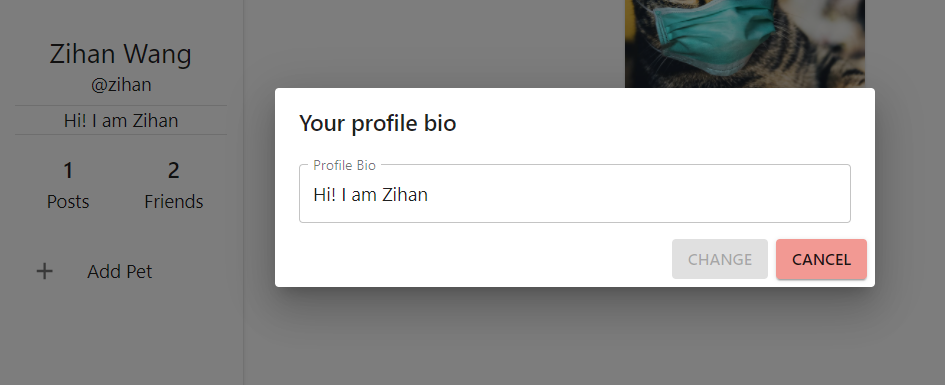 Zihan Wang
@zihan
Hi! I am Zihan
1 2
Posts Friends
Add Pet
Your profile bio
Profile Bio
Hi! I am Zihan
CHANGE CANCEL